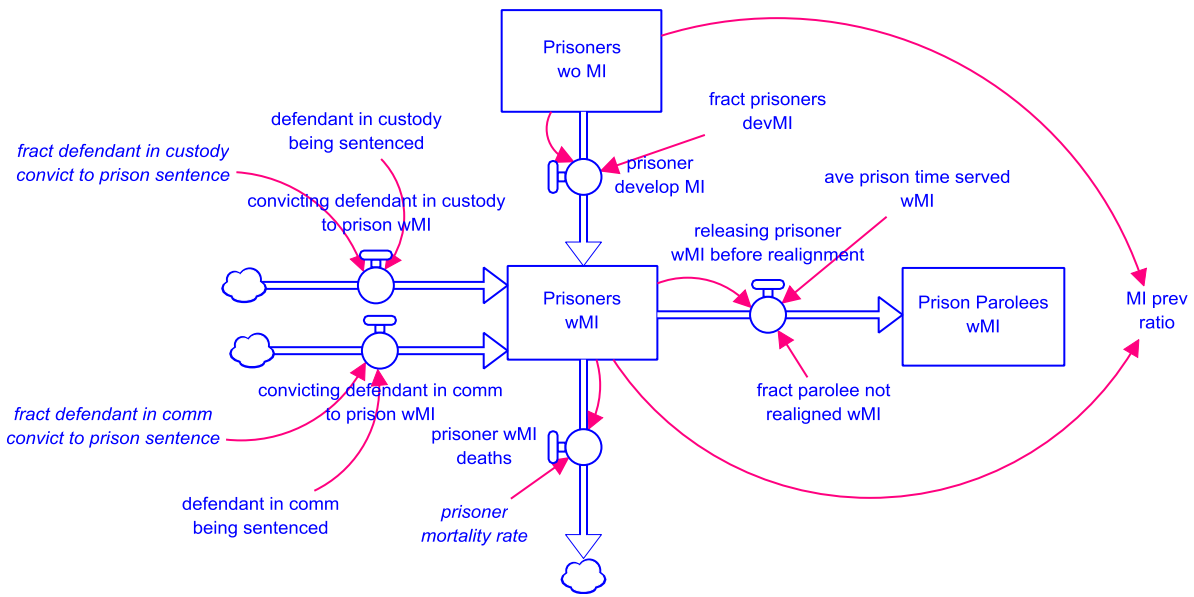 Prisoners
wo MI
fract prisoners
devMI
defendant in custody
being sentenced
fract defendant in custody
convict to prison sentence
prisoner
develop MI
ave prison time served
wMI
convicting defendant in custody
to prison wMI
releasing prisoner
wMI before realignment
Prisoners
wMI
Prison Parolees
wMI
MI prev
ratio
convicting defendant in comm
to prison wMI
fract parolee not
realigned wMI
fract defendant in comm
convict to prison sentence
prisoner wMI
deaths
defendant in comm
being sentenced
prisoner
mortality rate